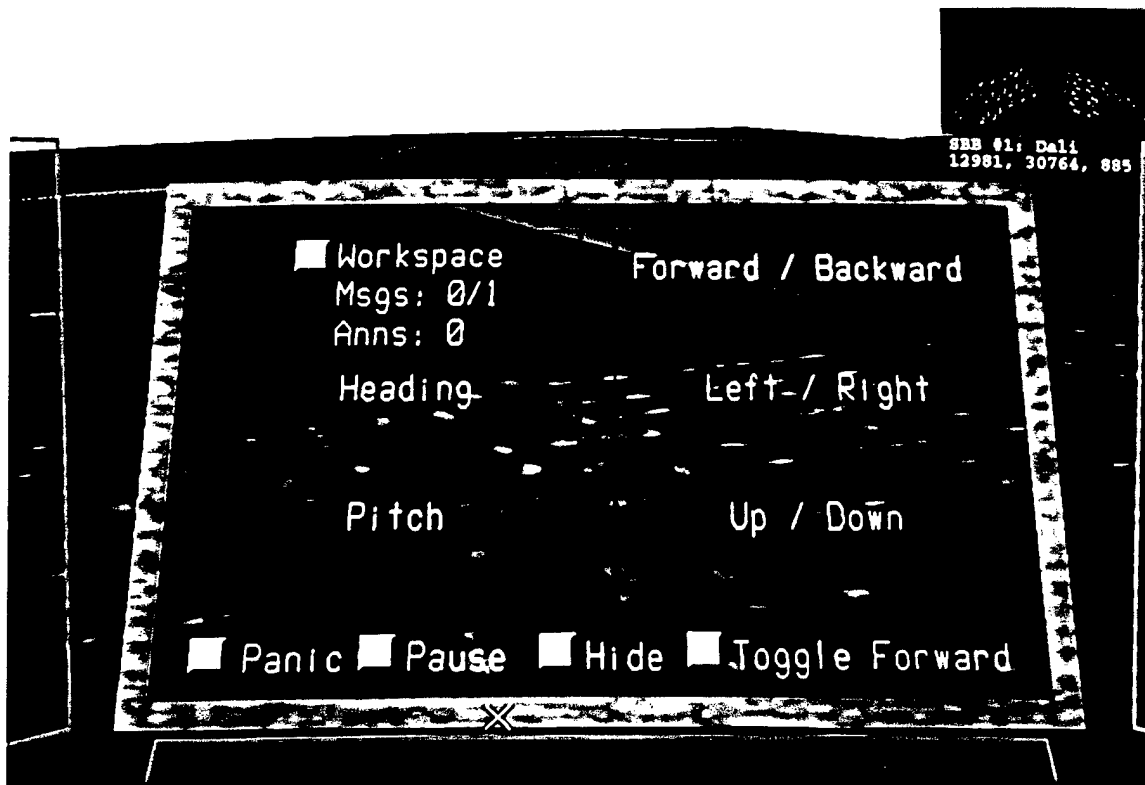 SBB #1: Dali
12981, 30764, 885
Workspace
Forward / Backward
Msgs: 0/1
Anns: 0
Heading
Left / Right
Pitch
Up / Down
Panic
Pause
Hide
Toggle Forward